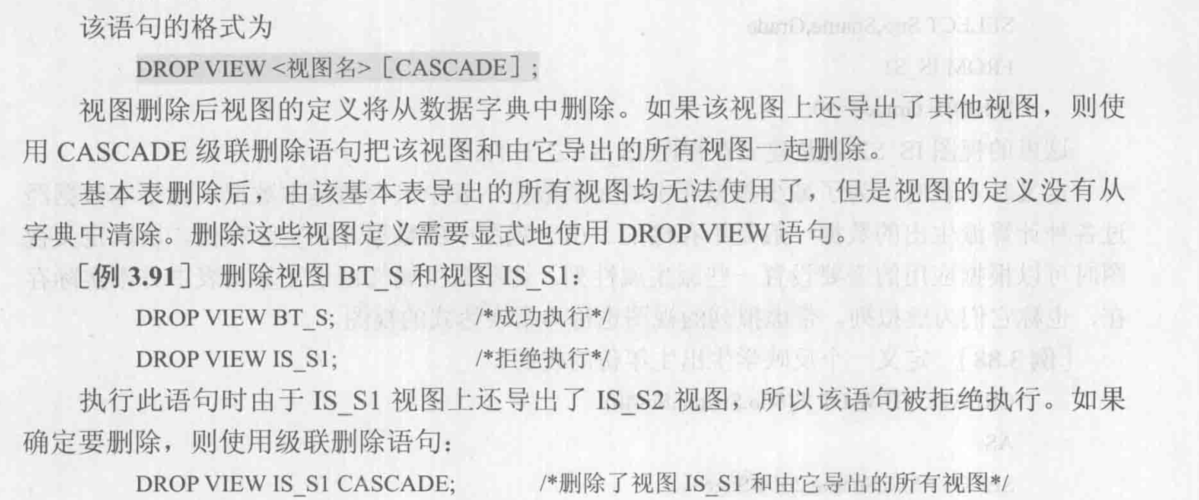 该语句的格式为
DROP VIEW <视图名>［CASCADE］;
视图删除后视图的定义将从数据字典中删除。如果该视图上还导出了其他视图，则使
用 CASCADE 级联删除语句把该视图和由它导出的所有视图一起删除。
基本表删除后，由该基本表导出的所有视图均无法使用了，但是视图的定义没有从
字典中清除。删除这些视图定义需要显式地使用 DROP VIEW 语句。
［例 3.91］ 删除视图 BT_S 和视图 IS_S1。
DROP VIEW BT_S; /*成功执行*/
DROP VIEW IS_S1; /*拒绝执行*/
执行此语句时由于 IS_S1 视图上还导出了 IS_S2 视图，所以该语句被拒绝执行。如果
确定要删除，则使用级联删除语句：
DROP VIEW IS_S1 CASCADE; /*删除了视图 IS_S1 和由它导出的所有视图*/